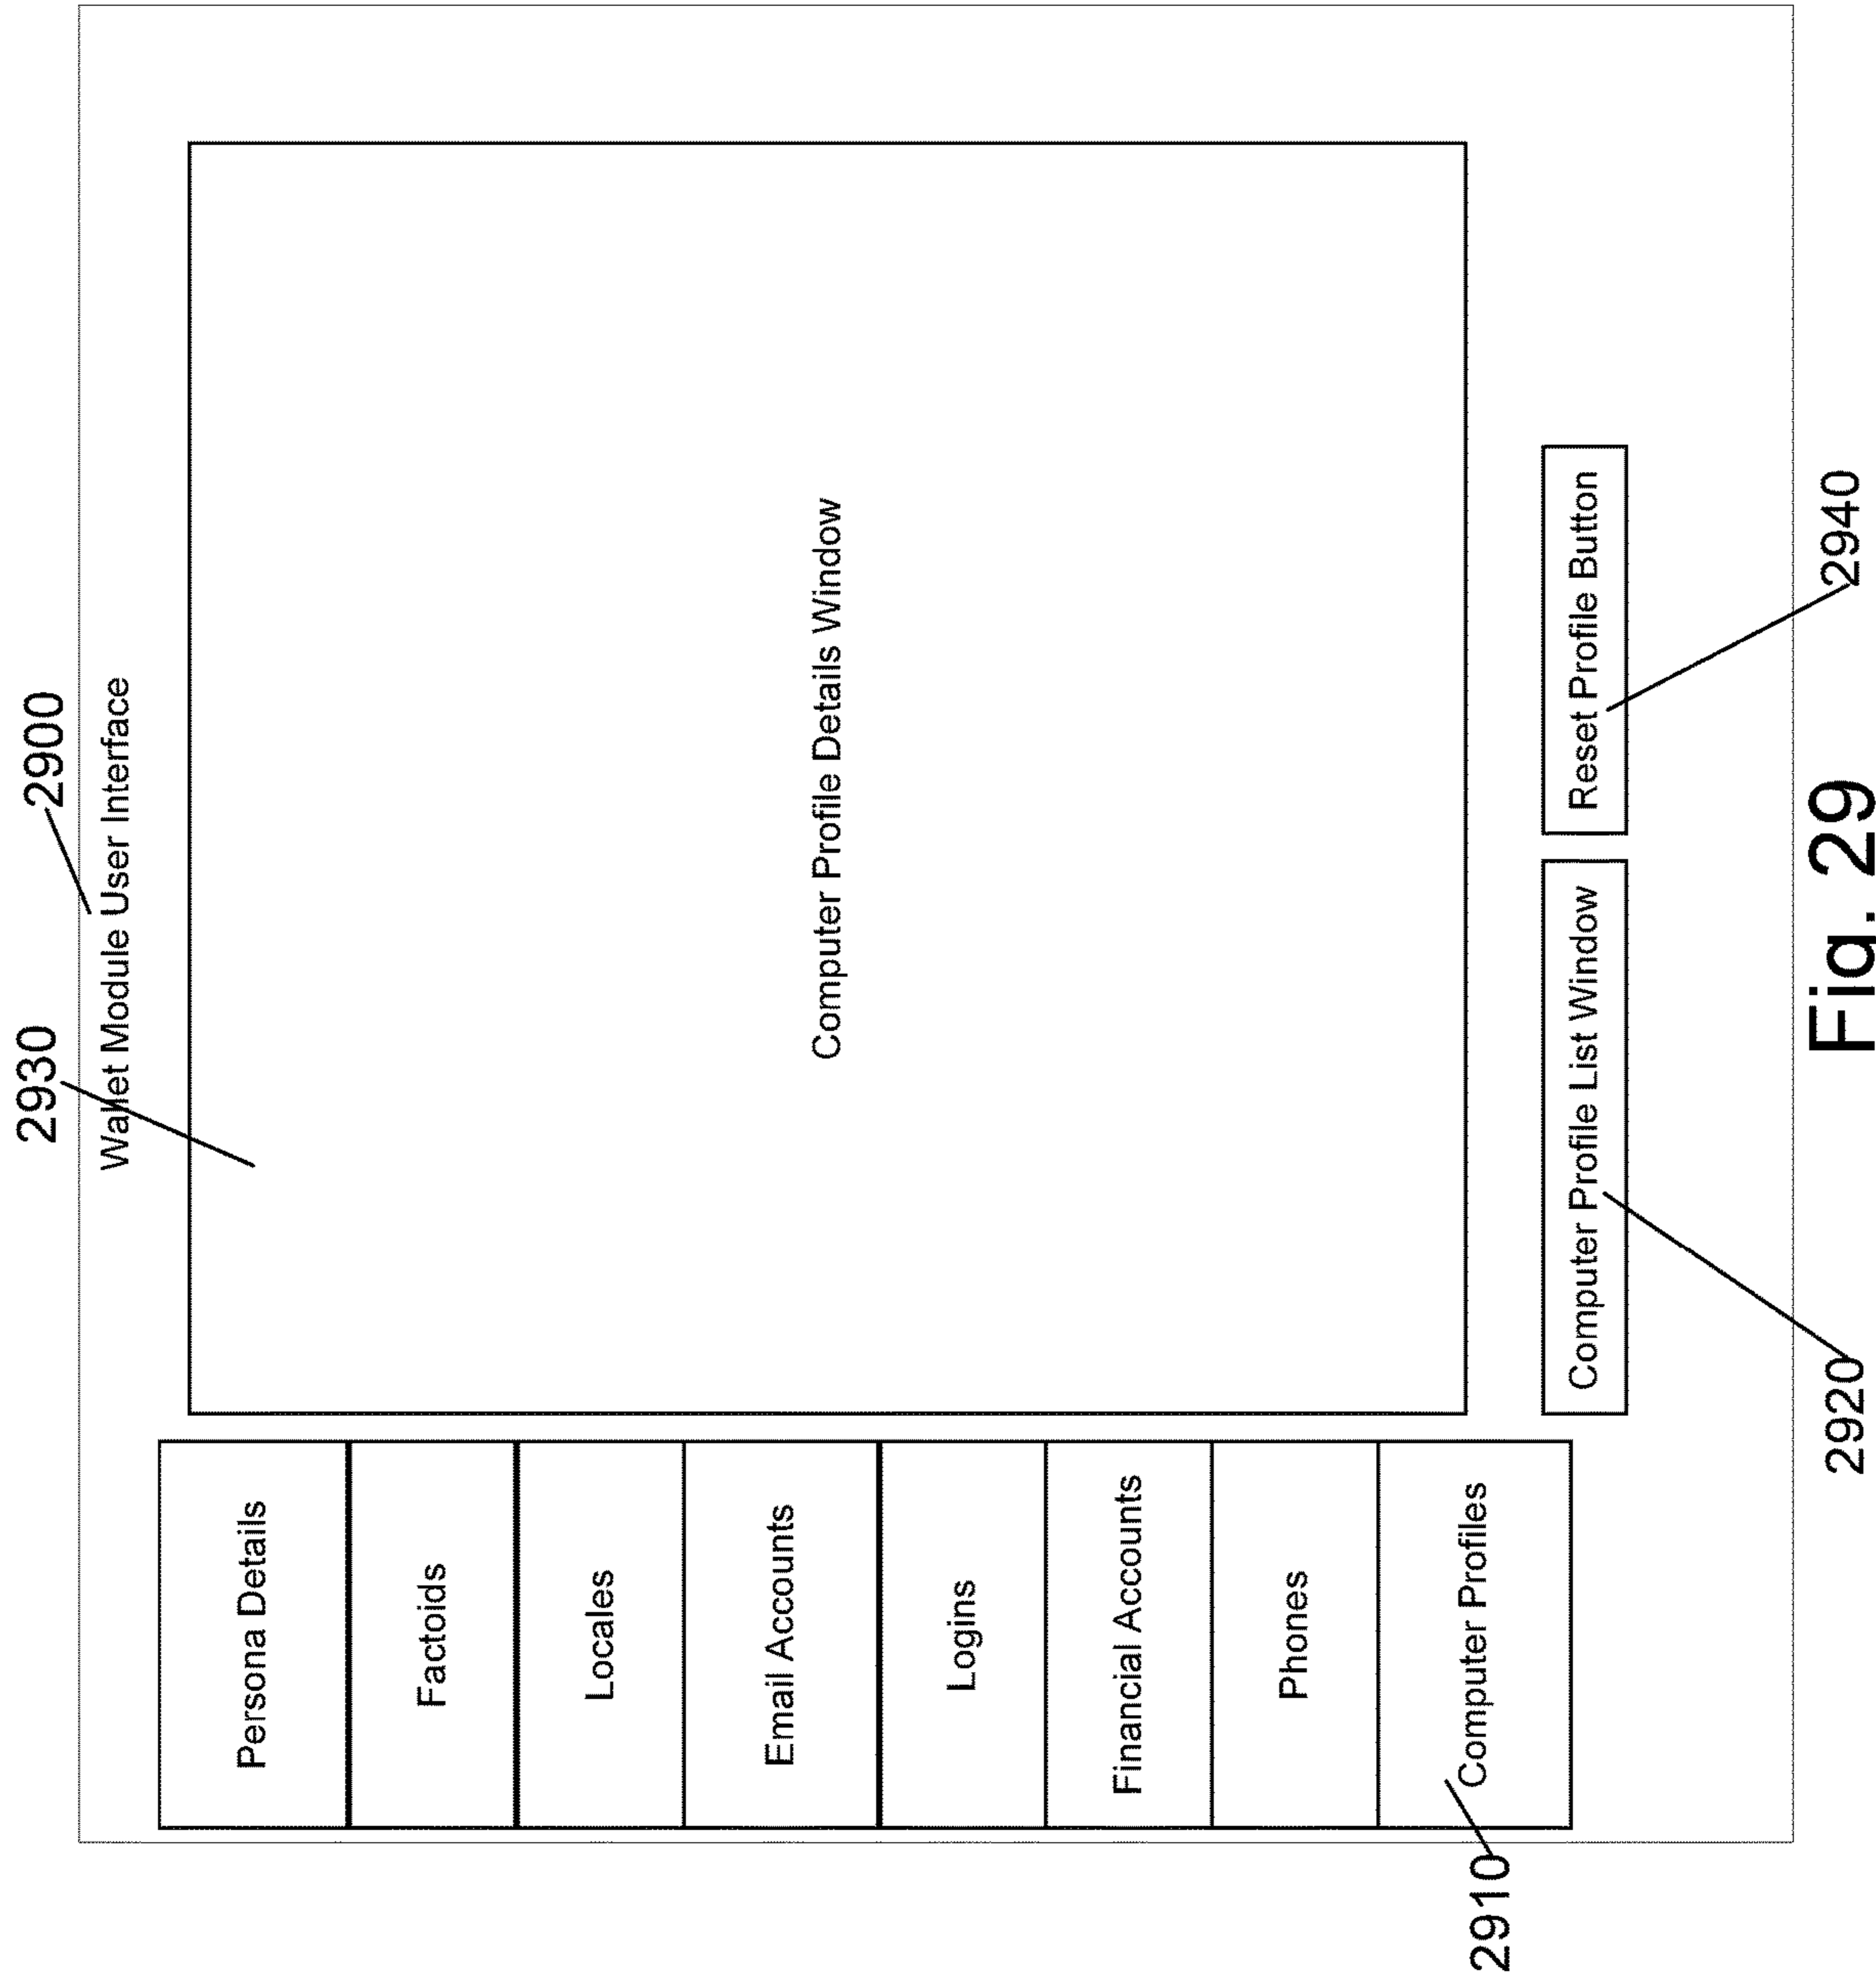 2930
2900
Wallet Module User Interface
Persona Details
Factoids
Locales
Email Accounts
Logins
Financial Accounts
Phones
Computer Profiles
2910
Computer Profile Details Window
Computer Profile List Window
Reset Profile Button
2920
2940
Fig. 29